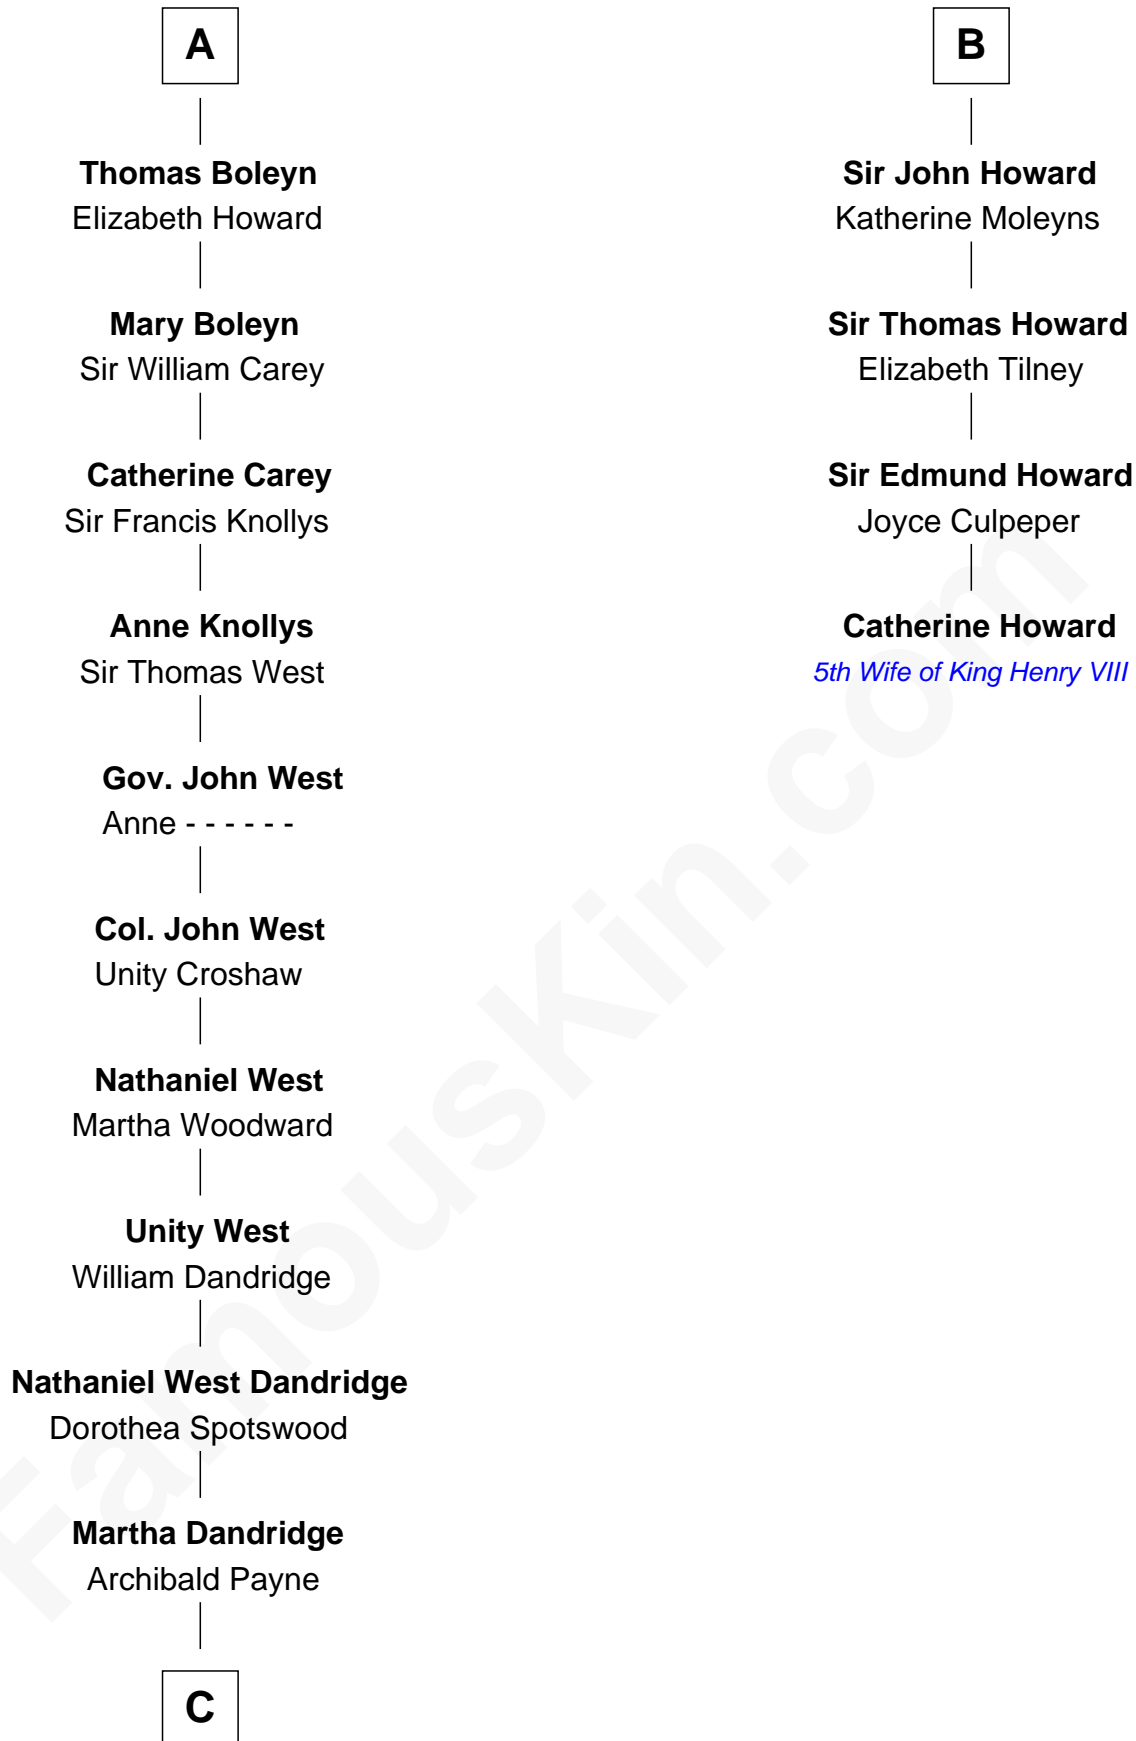 A
Thomas Boleyn
Elizabeth Howard
Mary Boleyn
Sir William Carey
Catherine Carey
Sir Francis Knollys
Anne Knollys
Sir Thomas West
Gov. John West
Anne - - - - - -
Col. John West
Unity Croshaw
Nathaniel West
Martha Woodward
Unity West
William Dandridge
Nathaniel West Dandridge
Dorothea Spotswood
Martha Dandridge
Archibald Payne
C
B
Sir John Howard
Katherine Moleyns
Sir Thomas Howard
Elizabeth Tilney
Sir Edmund Howard
Joyce Culpeper
Catherine Howard
5th Wife of King Henry VIII
FamousKin.com